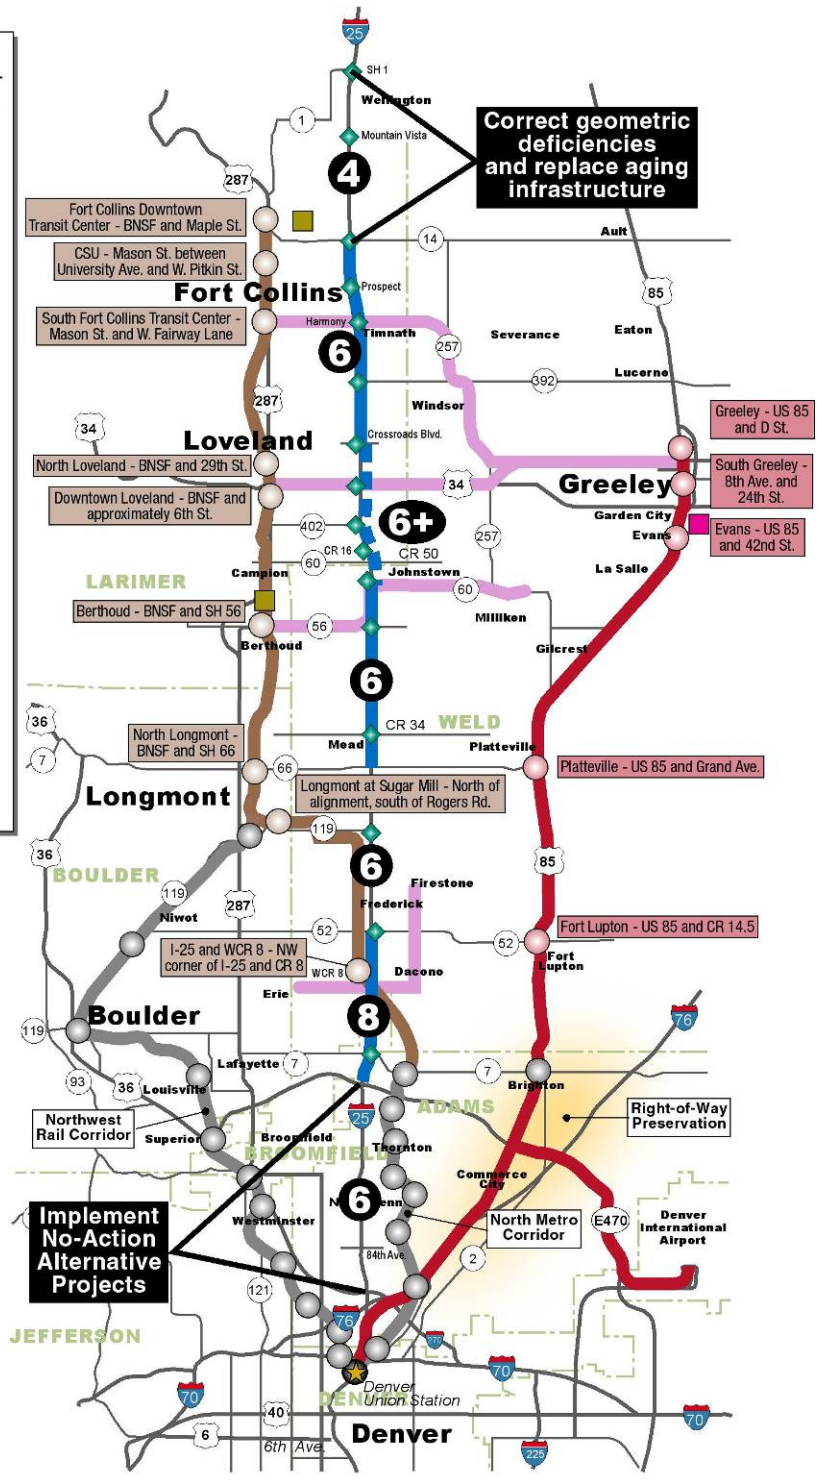 25
SH 1
Wellington
1
Mountain Vista
Correct geometric
deficiencies
and replace aging
infrastructure
287
4
Fort Collins Downtown
Transit Center - BNSF and Maple St.
14
Ault
CSU - Mason St. between
University Ave. and W. Pitkin St.
Prospect
85
Fort Collins
South Fort Collins Transit Center -
Mason St. and W. Fairway Lane
Harmony
Timnath
Severance
Eaton
257
6
392
Lucerne
287
Windsor
34
Greeley - US 85
and D St.
Crossroads Blvd.
Loveland
North Loveland - BNSF and 29th St.
South Greeley -
8th Ave. and
24th St.
34
Greeley
Downtown Loveland - BNSF and
approximately 6th St.
Garden City
402
6+
257
Evans
Evans - US 85
and 42nd St.
CR 16
CR 50
60
Campion
Johnstown
La Salle
LARIMER
60
Berthoud - BNSF and SH 56
56
Milliken
Berthoud
Gilcrest
6
36
North Longmont -
BNSF and SH 66
CR 34
WELD
Mead
Platteville
7
66
Platteville - US 85 and Grand Ave.
Longmont
Longmont at Sugar Mill - North of
alignment, south of Rogers Rd.
119
36
6
85
BOULDER
119
287
Firestone
Frederick
Niwot
52
52
Fort Lupton - US 85 and CR 14.5
I-25 and WCR 8 - NW
corner of I-25 and CR 8
WCR 8
Dacono
Fort
Lupton
Erie
8
Boulder
76
119
Lafayette
7
7
Brighton
93
36
Louisville
25
ADAMS
Northwest
Rail Corridor
Right-of-Way
Preservation
Superior
Broomfield
BROOMFIELD
Thornton
Commerce
City
6
Implement
No-Action
Alternative
Projects
Westminster
North Metro
Corridor
E470
Denver
International
Airport
84th Ave.
2
121
76
270
JEFFERSON
70
70
DENVER
Denver
Union Station
40
70
6
6th Ave.
Denver
225